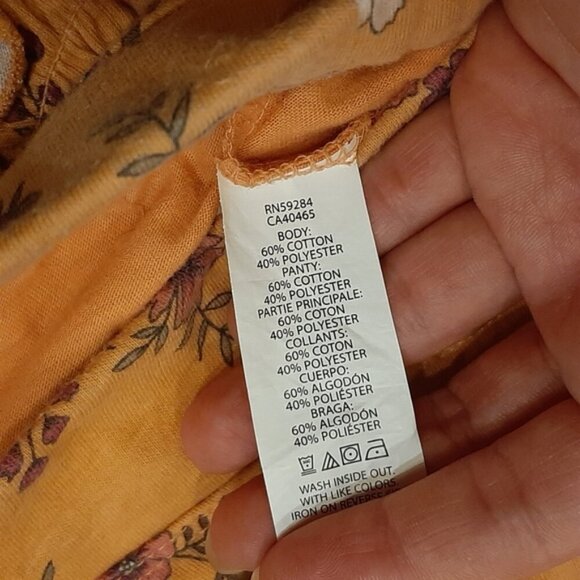 RN59284
CA40465
BODY:
60% COTTON
40% POLYESTER
PANTY:
60% COTTON
40% POLYESTER
PARTIE PRINCIPALE:
60% COTON
40% POLYESTER
COLLANTS:
60% COTON
40% POLYESTER
CUERPO:
60% ALGODÓN
40% POLIÉSTER
BRAGA:
60% ALGODÓN
40% POLIÉSTER
WASH INSIDE OUT.
WITH LIKE COLORS
IRON ON REVERSE